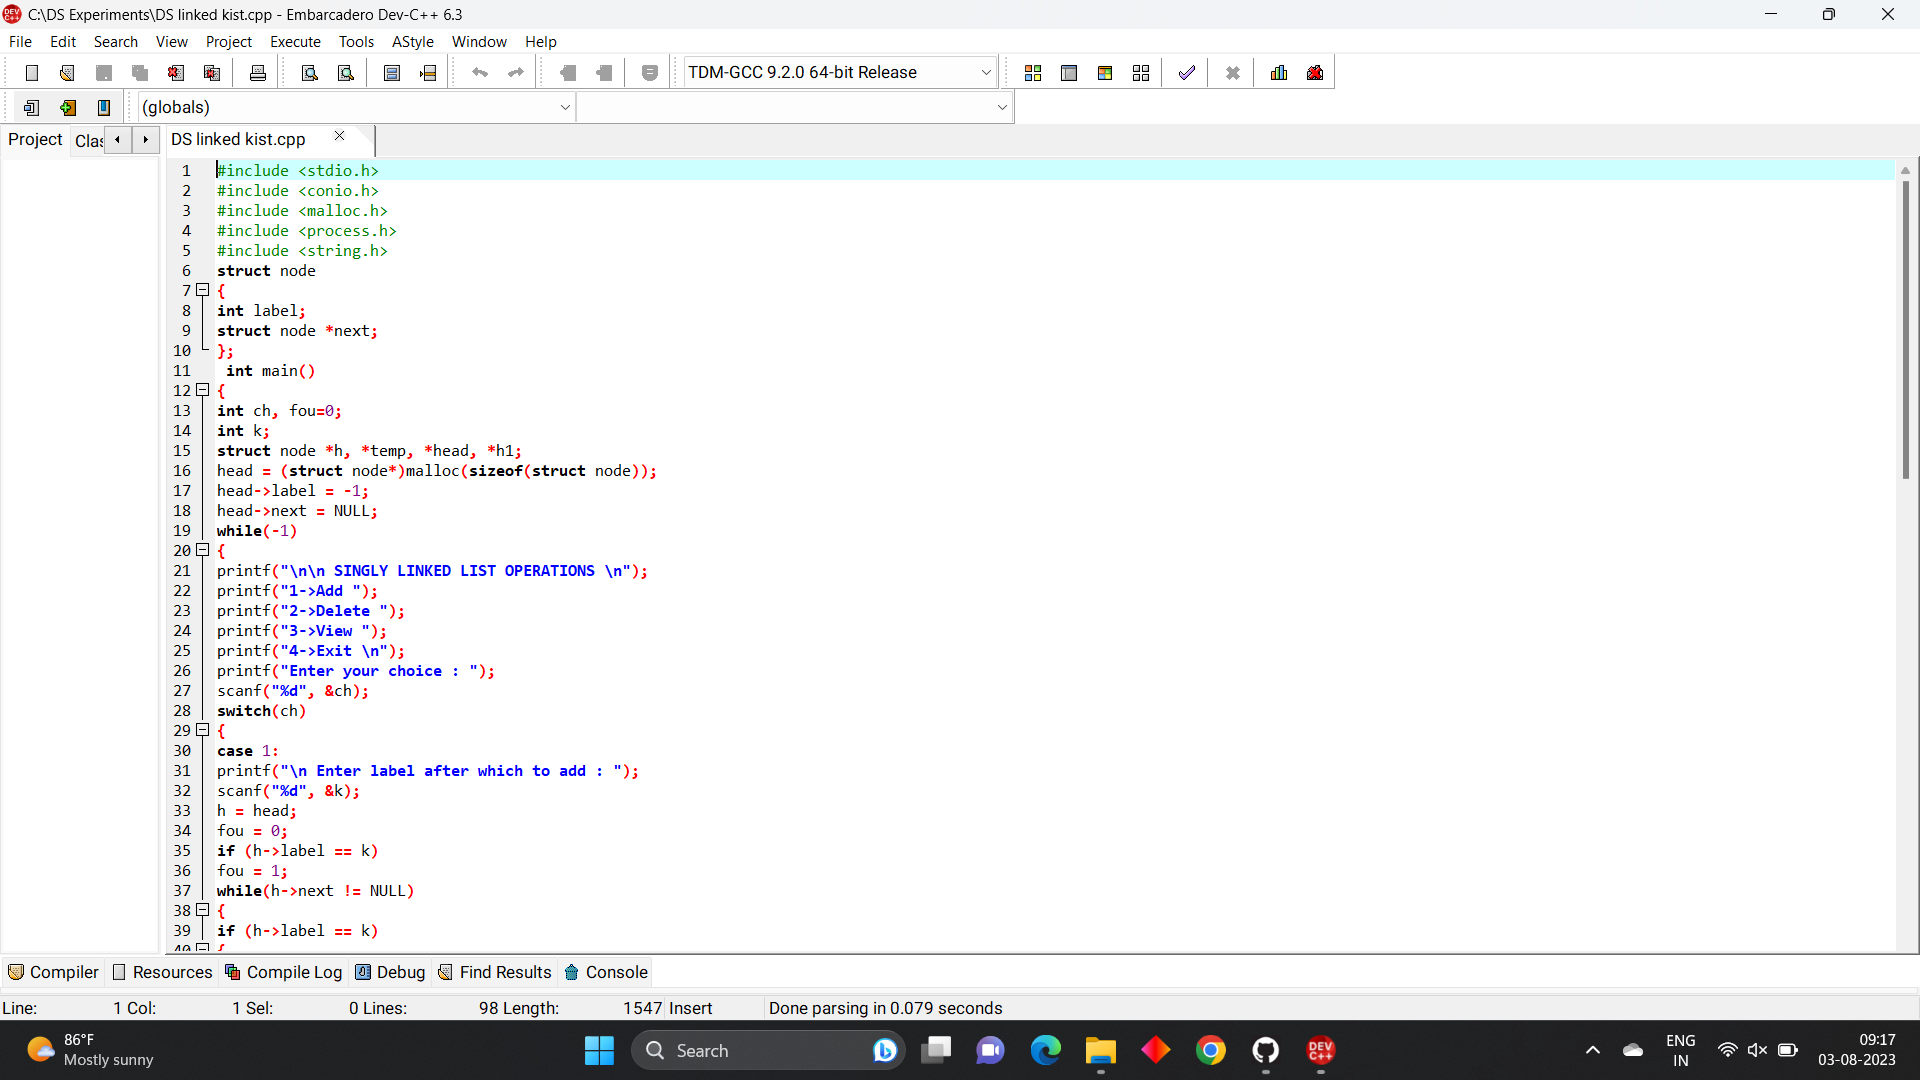 C:\DS Experiments\DS linked kist.cpp - Embarcadero Dev-C++ 6.3
File Edit Search View Project Execute Tools AStyle Window Help
TDM-GCC 9.2.0 64-bit Release
(globals)
Project Clas DS linked kist.cpp
1 #include <stdio.h>
2 #include <conio.h>
3 #include <malloc.h>
4 #include <process.h>
5 #include <string.h>
6 struct node
7 {
8 int label;
9 struct node *next;
10 };
11 int main()
12 {
13 int ch, fou=0;
14 int k;
15 struct node *h, *temp, *head, *h1;
16 head = (struct node*)malloc(sizeof(struct node));
17 head->label = -1;
18 head->next = NULL;
19 while(-1)
20 {
21 printf("\n\n SINGLY LINKED LIST OPERATIONS \n");
22 printf("1->Add ");
23 printf("2->Delete ");
24 printf("3->View ");
25 printf("4->Exit \n");
26 printf("Enter your choice : ");
27 scanf("%d", &ch);
28 switch(ch)
29 {
30 case 1:
31 printf("\n Enter label after which to add : ");
32 scanf("%d", &k);
33 h = head;
34 fou = 0;
35 if (h->label == k)
36 fou = 1;
37 while(h->next != NULL)
38 {
39 if (h->label == k)
40 {
Compiler Resources Compile Log Debug Find Results Console
Line: 1 Col: 1 Sel: 0 Lines: 98 Length: 1547 Insert Done parsing in 0.079 seconds
86°F
Mostly sunny
Search
DEV
C++
ENG
IN
09:17
03-08-2023